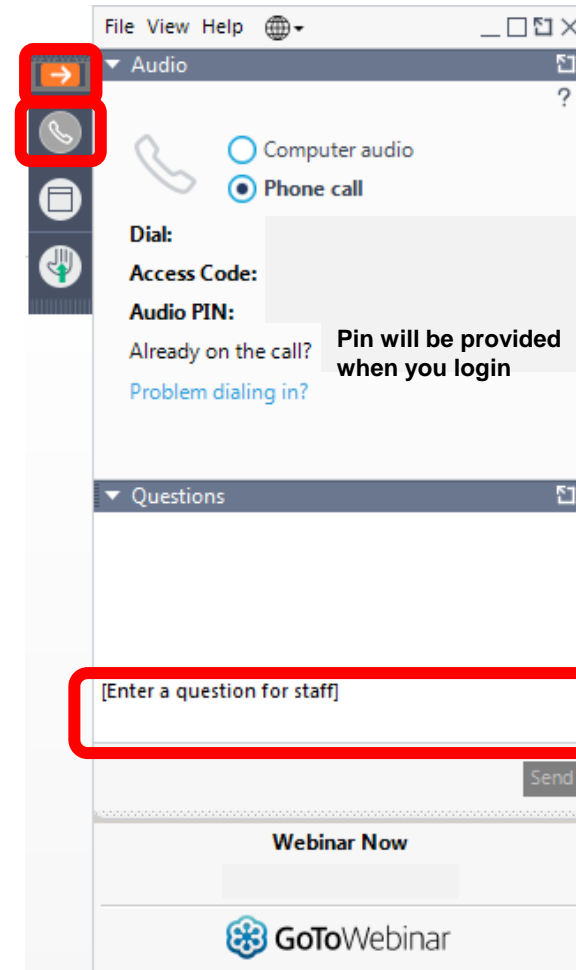 File View Help
Audio
?
Computer audio
Phone call
Dial:
Access Code:
Audio PIN:
Pin will be provided
when you login
Already on the call?
Problem dialing in?
Questions
[Enter a question for staff]
Send
Webinar Now
GoToWebinar